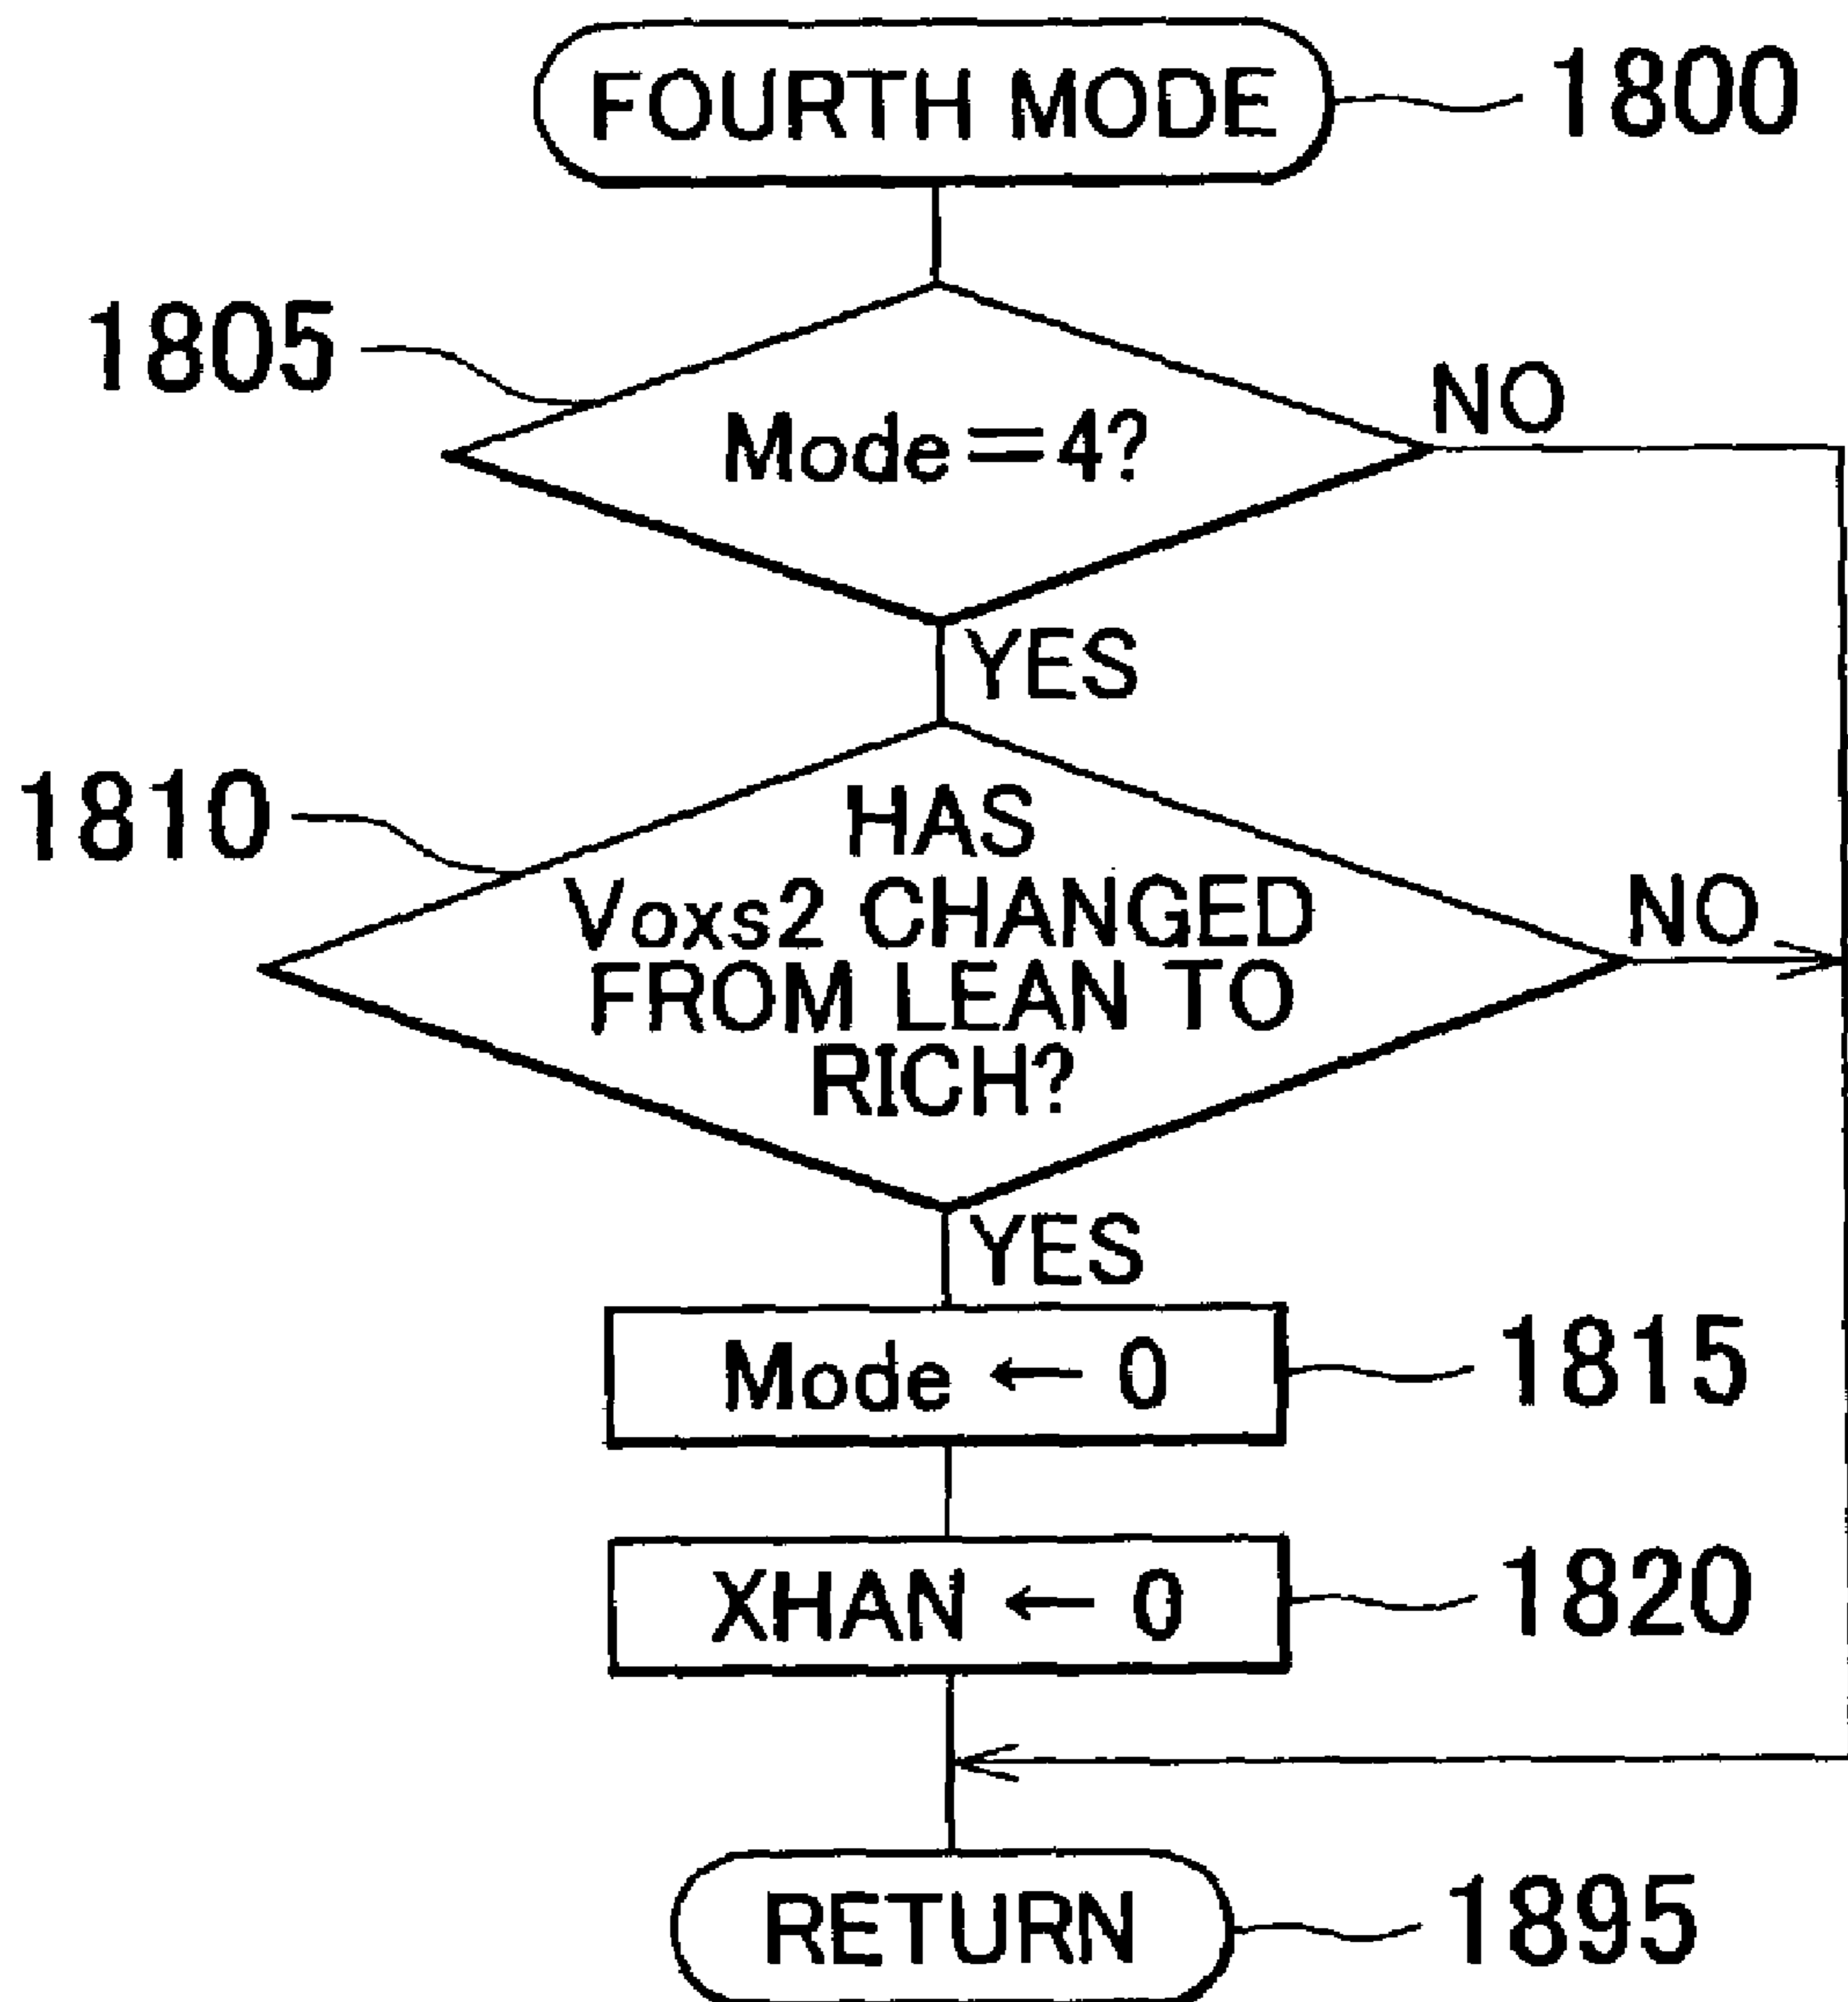 FOURTH MODE
1800
1805
Mode=4?
NO
YES
1810
HAS
Voxs2 CHANGED
FROM LEAN TO
RICH?
NO
YES
Mode ← 0
1815
XHAN ← 0
1820
RETURN
1895